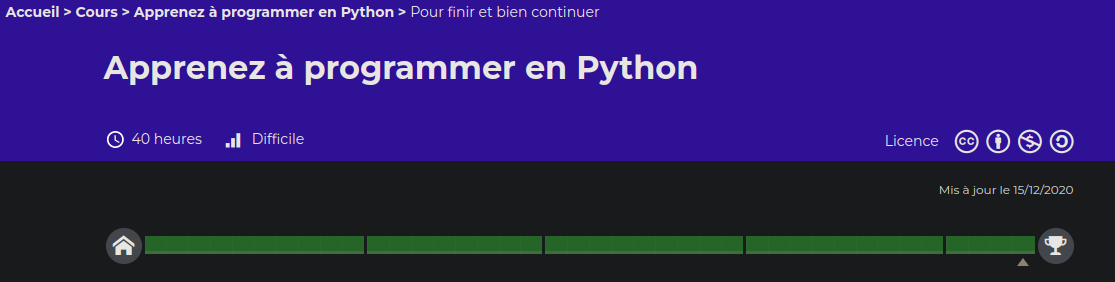 Accueil > Cours > Apprenez à programmer en Python > Pour finir et bien continuer
Apprenez à programmer en Python
40 heures Difficile
Licence cc
Mis à jour le 15/12/2020